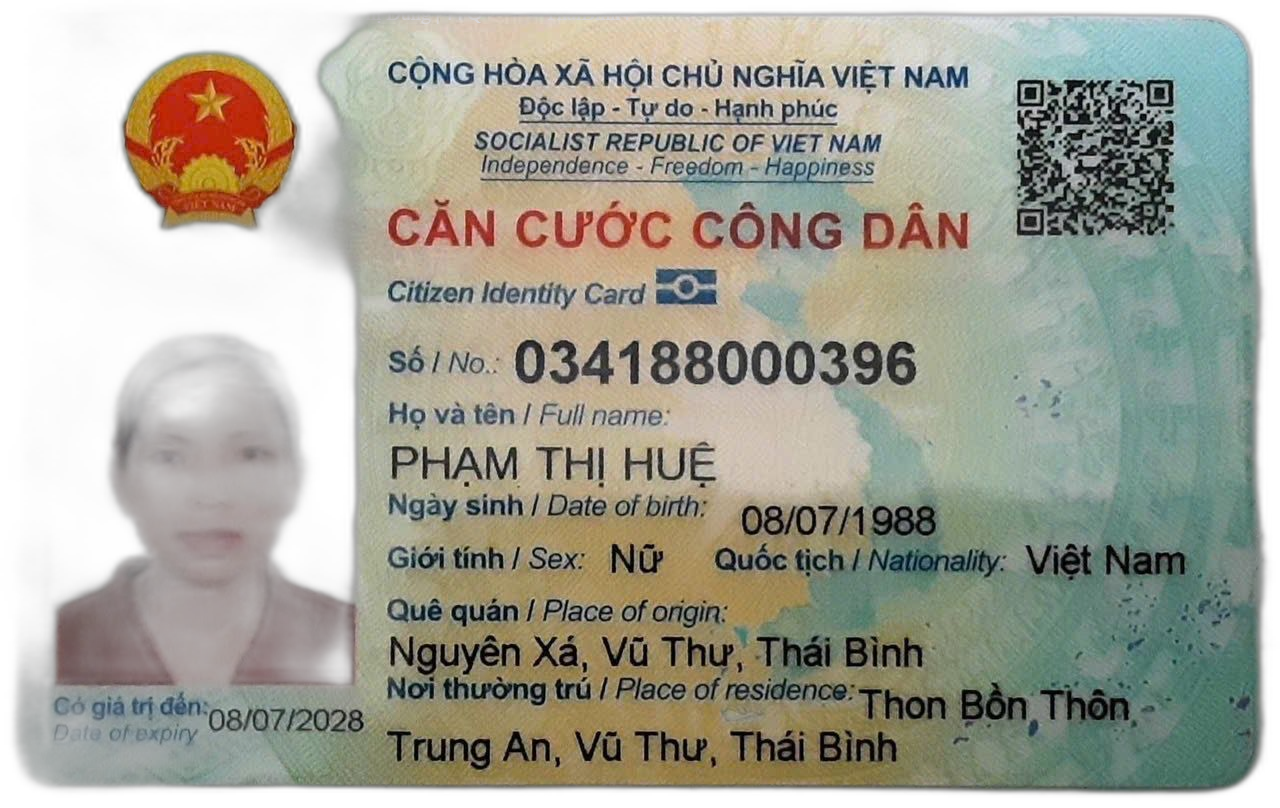 CỘNG HÒA XÃ HỘI CHỦ NGHĨA VIỆT NAM
Độc lập - Tự do - Hạnh phúc
SOCIALIST REPUBLIC OF VIET NAM
Independence - Freedom - Happiness
CĂN CƯỚC CÔNG DÂN
Citizen Identity Card
Số / No.: 034188000396
Họ và tên / Full name:
PHẠM THỊ HUỆ
Ngày sinh / Date of birth: 08/07/1988
Giới tính / Sex: Nữ Quốc tịch / Nationality: Việt Nam
Quê quán / Place of origin:
Nguyên Xá, Vũ Thư, Thái Bình
Nơi thường trú / Place of residence: Thon Bồn Thôn
Trung An, Vũ Thư, Thái Bình
Có giá trị đến: 08/07/2028
Date of expiry
VIỆT NAM